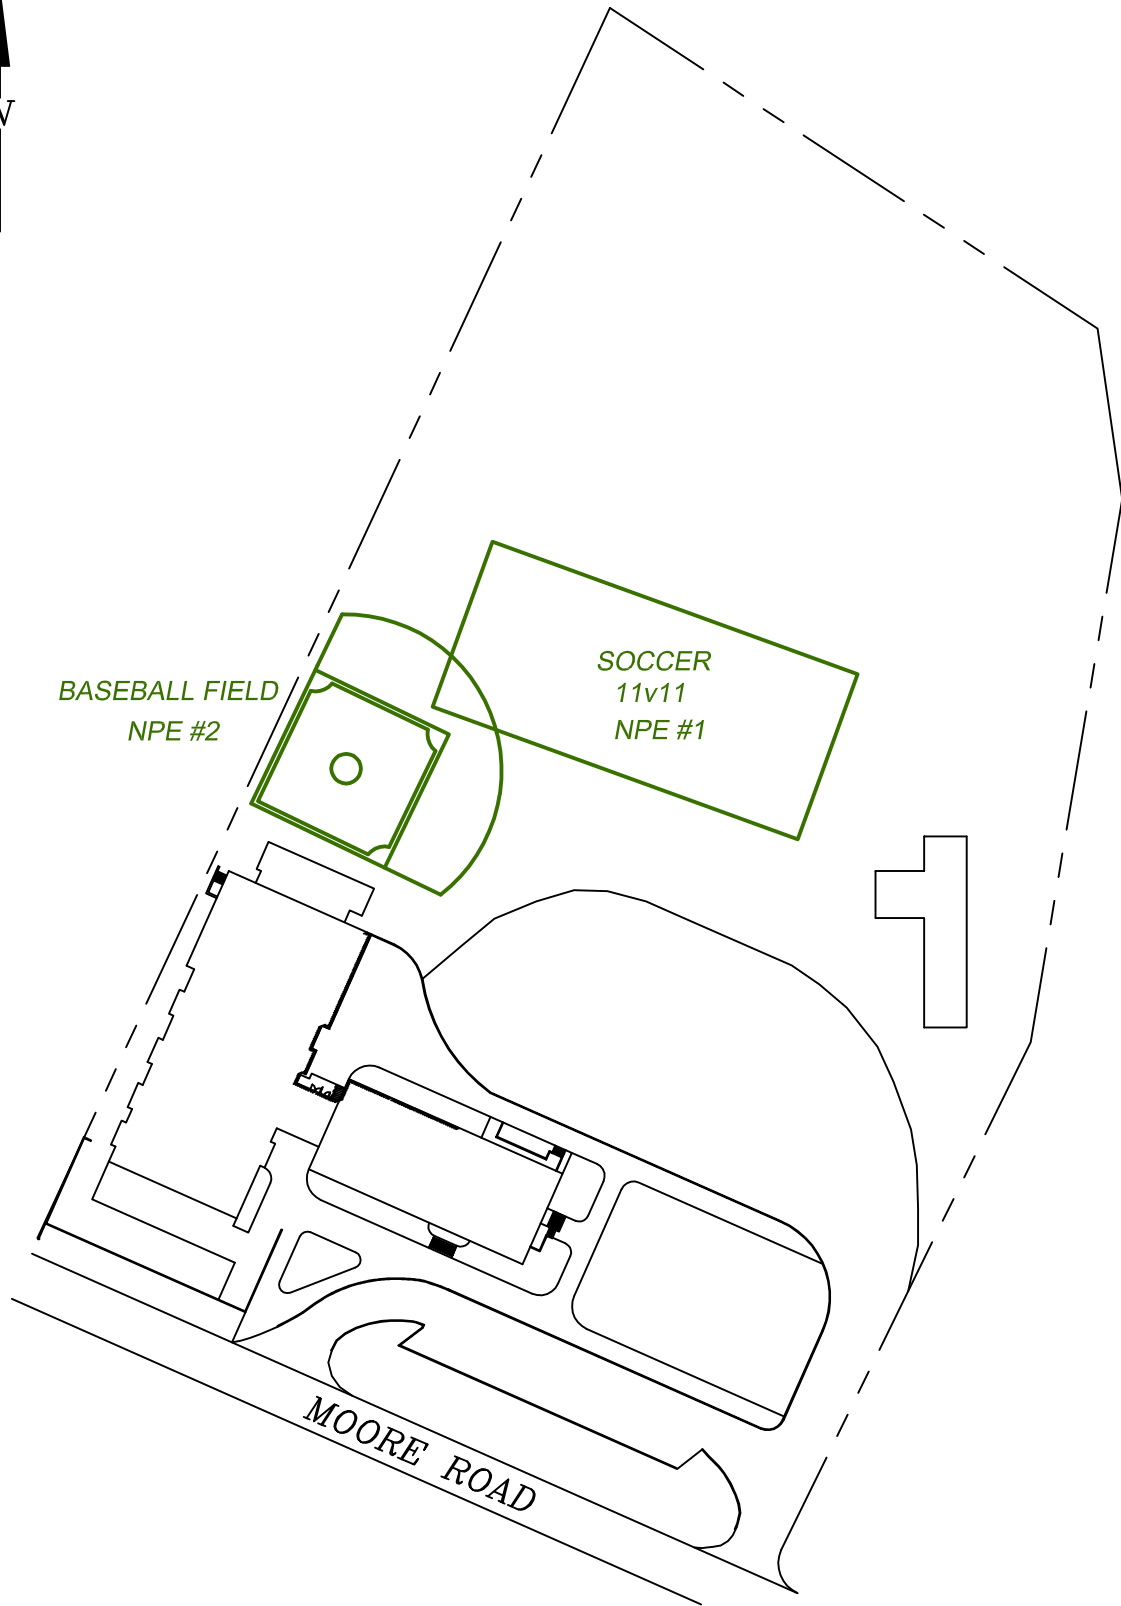 N
SOCCER
11v11
NPE #1
BASEBALL FIELD
NPE #2
MOORE ROAD